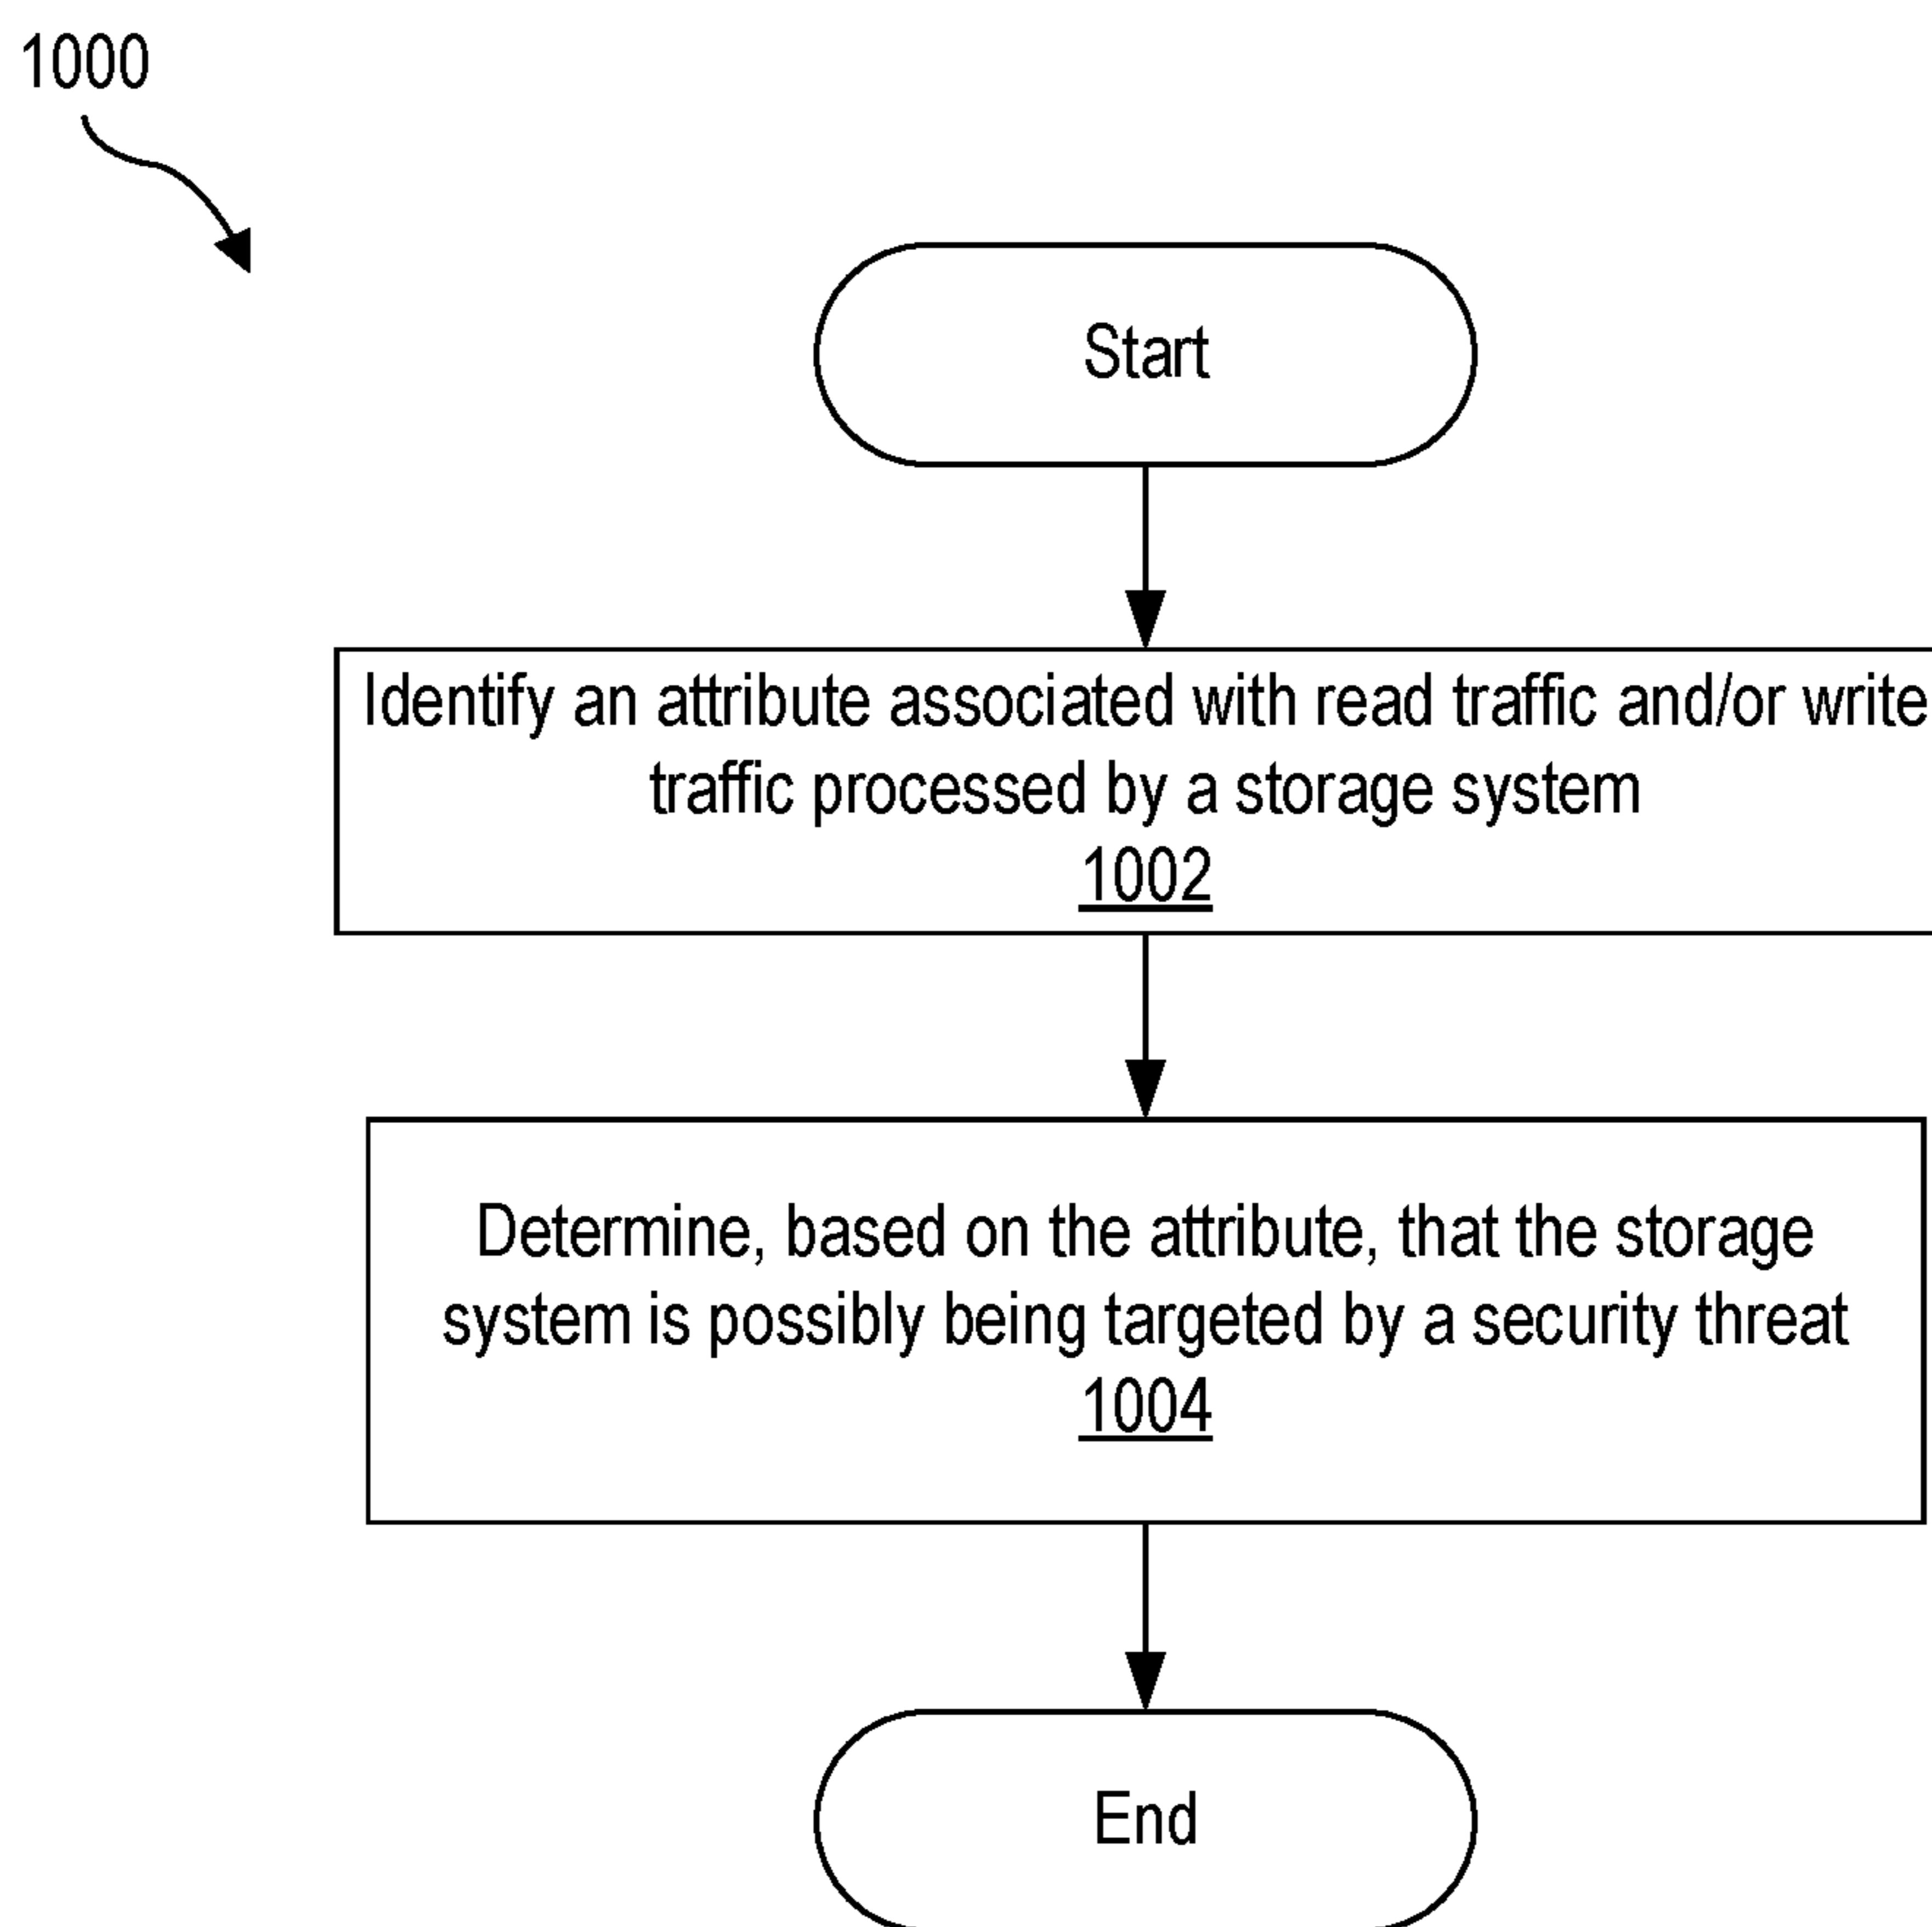 1000
Start
Identify an attribute associated with read traffic and/or write
traffic processed by a storage system
1002
Determine, based on the attribute, that the storage
system is possibly being targeted by a security threat
1004
End